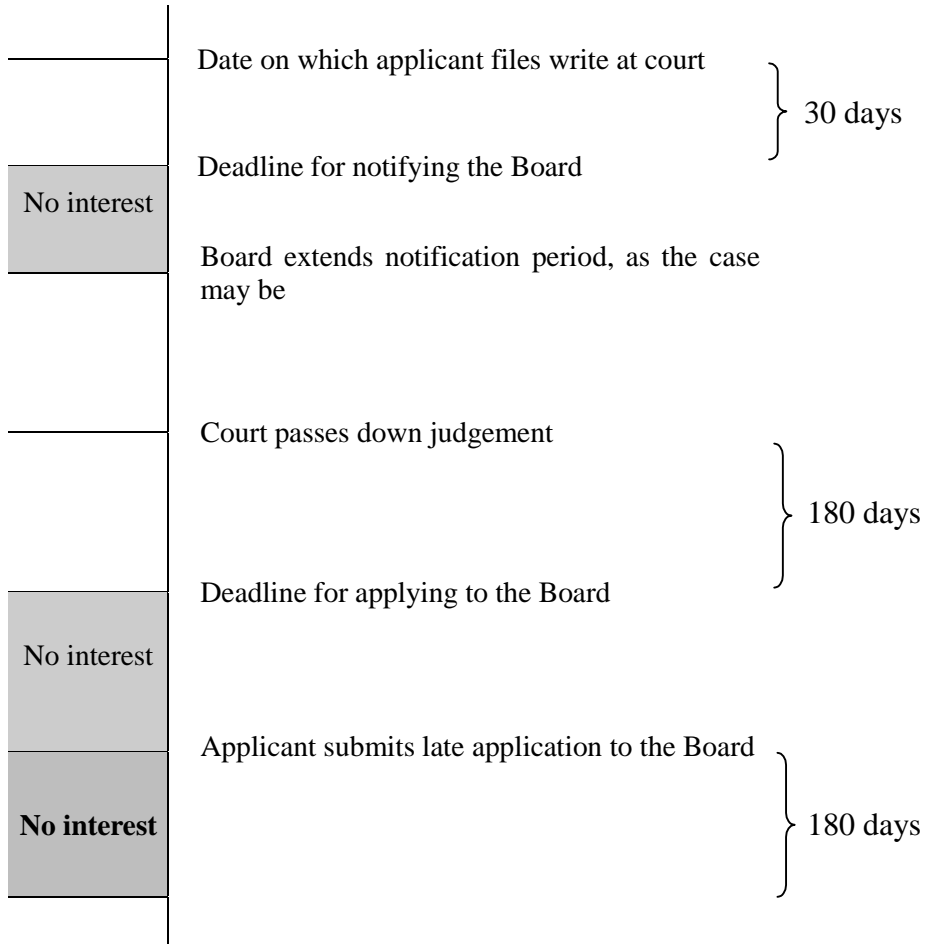 Date on which applicant files write at court
30 days
Deadline for notifying the Board
No interest
Board extends notification period, as the case
may be
Court passes down judgement
180 days
Deadline for applying to the Board
No interest
Applicant submits late application to the Board
No interest
180 days